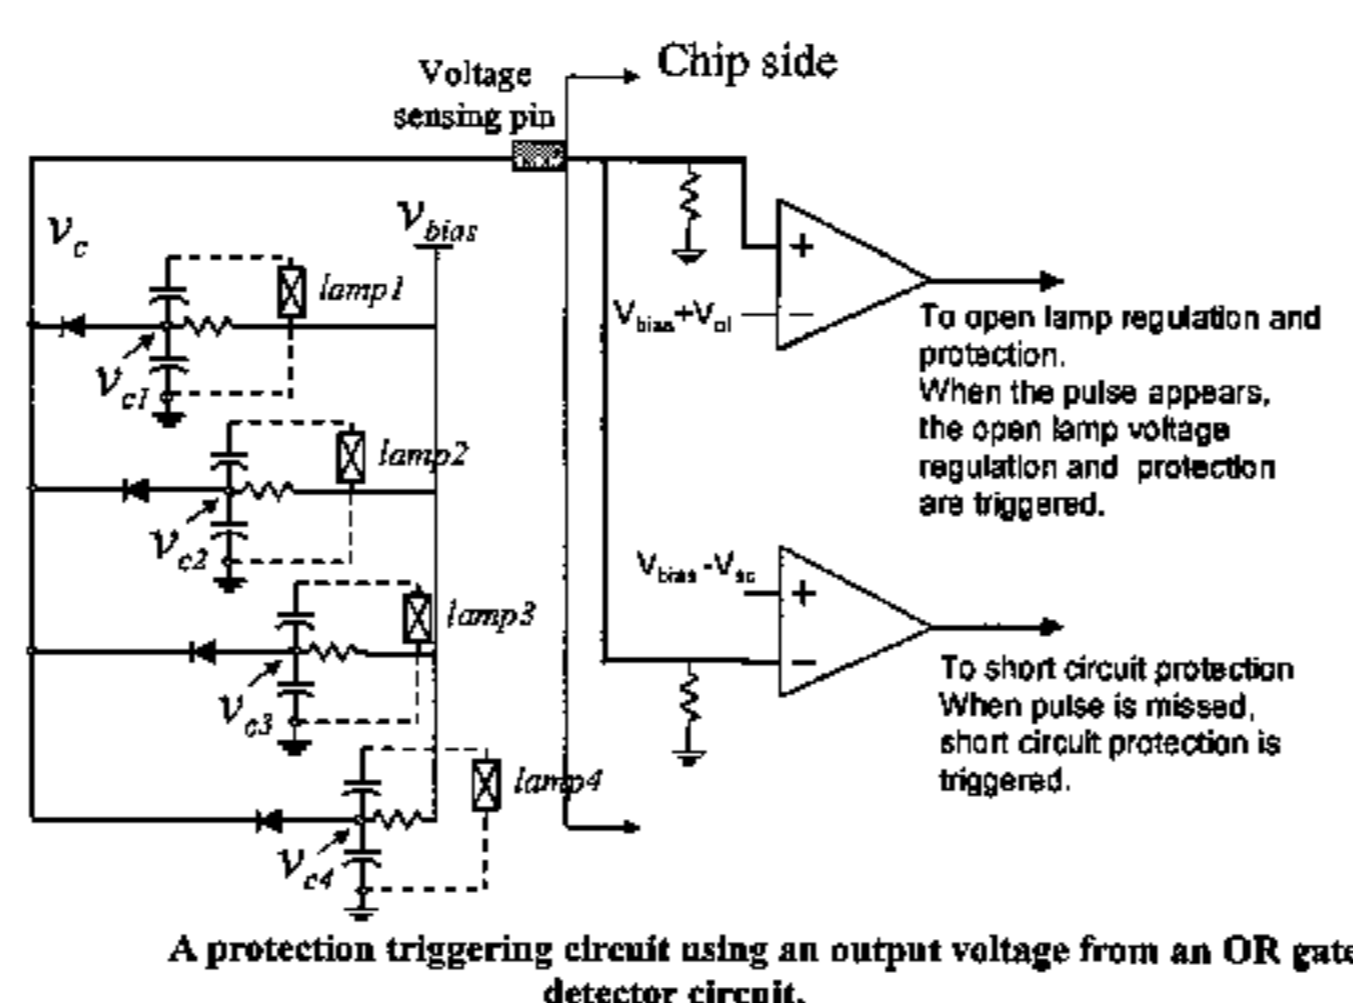 Chip side
Voltage
sensing pin
Vc
Vbias
lamp1
Vc1
lamp2
Vc2
lamp3
Vc3
lamp4
Vc4
Vbias+Vol
+
−
To open lamp regulation and
protection.
When the pulse appears,
the open lamp voltage
regulation and protection
are triggered.
Vbias -Vsc
+
−
To short circuit protection
When pulse is missed,
short circuit protection is
triggered.
A protection triggering circuit using an output voltage from an OR gate
detector circuit.